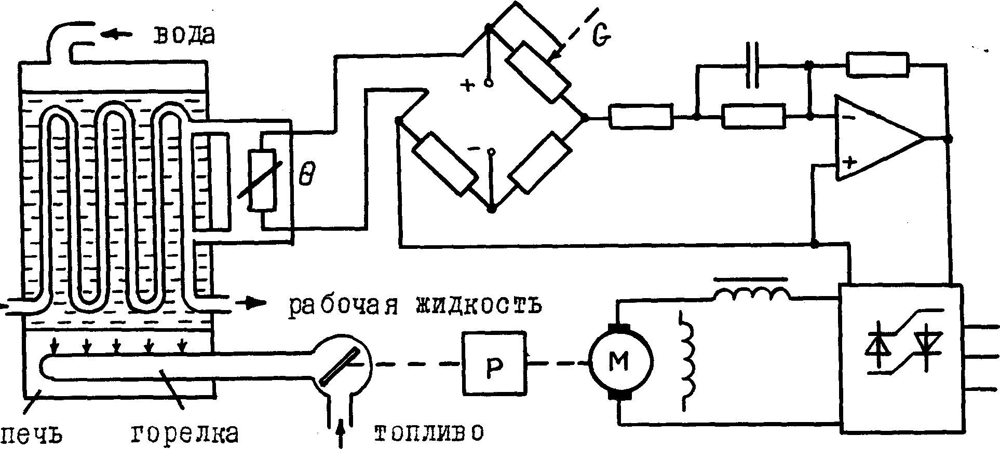 вода
G
+
-
-
+
θ
рабочая жидкость
P
M
печь
горелка
топливо